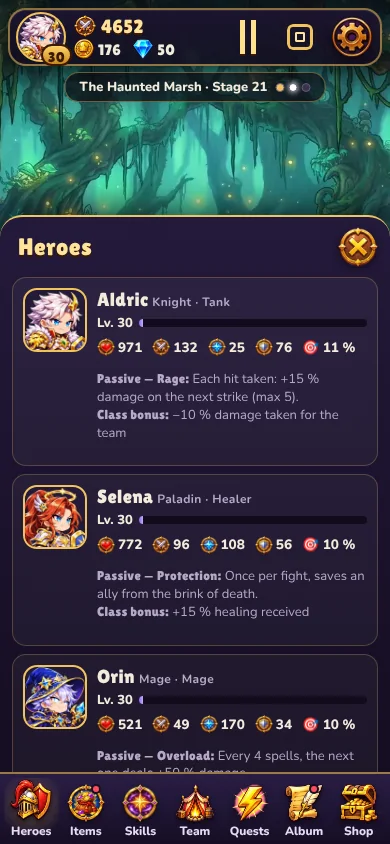 4652
30
176 50
The Haunted Marsh · Stage 21
Heroes
Aldric Knight · Tank
Lv. 30
971 132 25 76 11 %
Passive — Rage: Each hit taken: +15 %
damage on the next strike (max 5).
Class bonus: −10 % damage taken for the
team
Selena Paladin · Healer
Lv. 30
772 96 108 56 10 %
Passive — Protection: Once per fight, saves an
ally from the brink of death.
Class bonus: +15 % healing received
Orin Mage · Mage
Lv. 30
521 49 170 34 10 %
Passive — Overload: Every 4 spells, the next
one deals +50 % damage
Heroes Items Skills Team Quests Album Shop